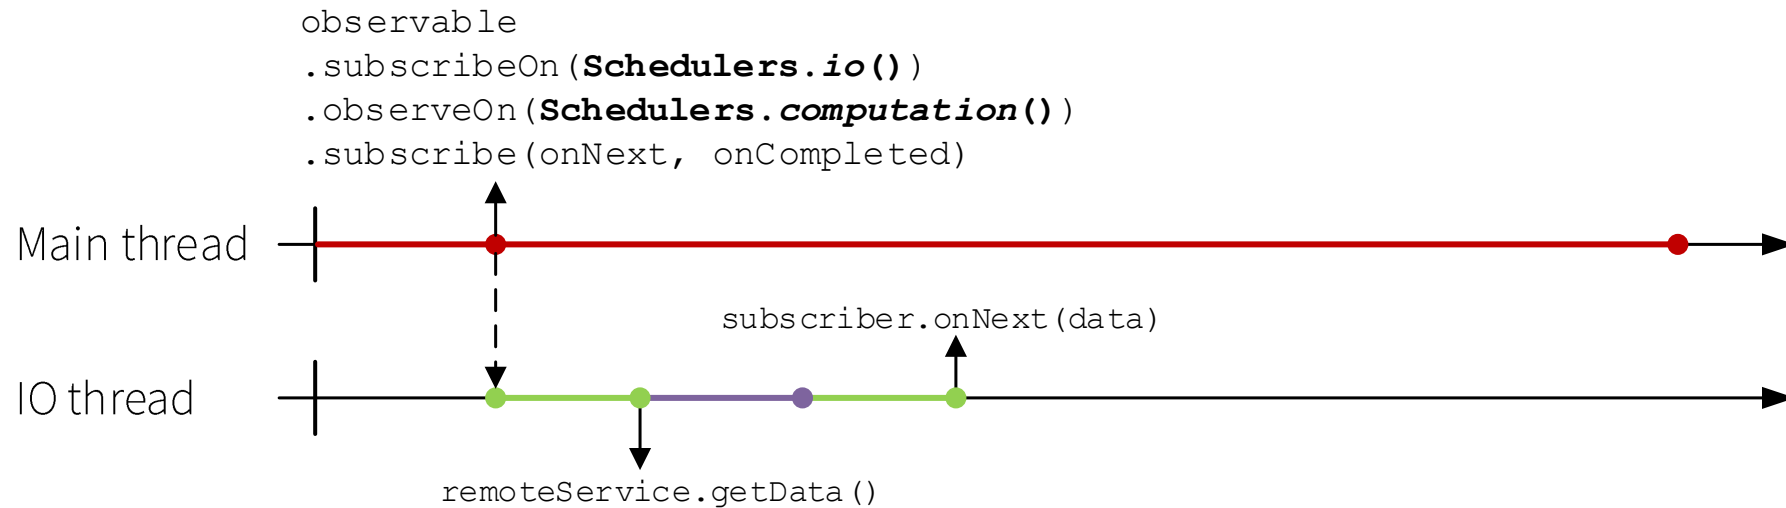 observable
.subscribeOn(Schedulers.io())
.observeOn(Schedulers.computation())
.subscribe(onNext, onCompleted)
Main thread
subscriber.onNext(data)
IO thread
remoteService.getData()